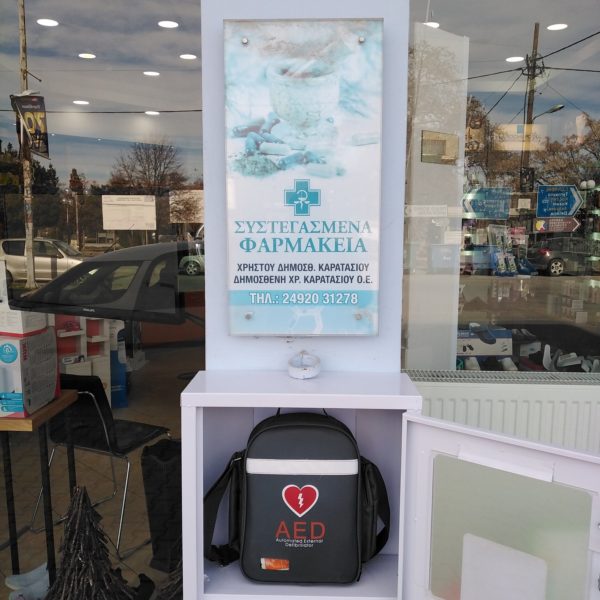 ΣΥΣΤΕΓΑΣΜΕΝΑ
ΦΑΡΜΑΚΕΙΑ
ΧΡΗΣΤΟΥ ΔΗΜΟΣΘ. ΚΑΡΑΤΑΣΙΟΥ
ΔΗΜΟΣΘΕΝΗ ΧΡ. ΚΑΡΑΤΑΣΙΟΥ Ο.Ε.
ΤΗΛ.: 24920 31278
AED
Automated External
Defibrillator